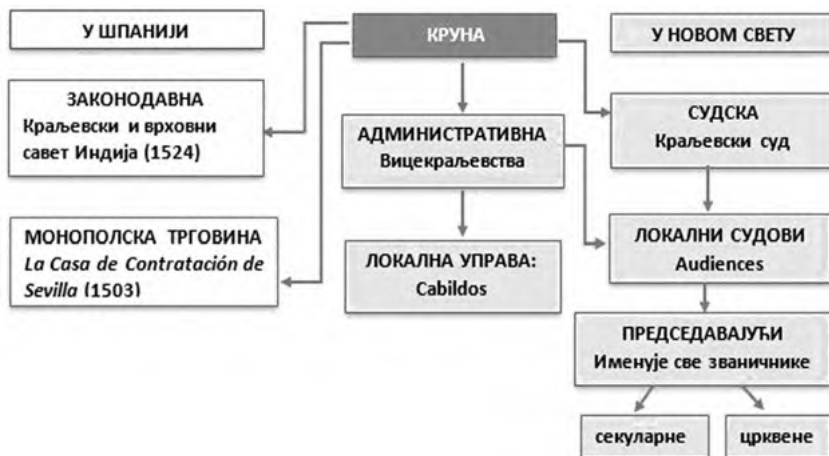 У ШПАНИЈИ
КРУНА
У НОВОМ СВЕТУ
ЗАКОНОДАВНА
Краљевски и врховни
савет Индија (1524)
АДМИНИСТРАТИВНА
Вицекраљевства
СУДСКА
Краљевски суд
МОНОПОЛСКА ТРГОВИНА
La Casa de Contratación de
Sevilla (1503)
ЛОКАЛНА УПРАВА:
Cabildos
ЛОКАЛНИ СУДОВИ
Audiences
ПРЕДСЕДАВАЈУЋИ
Именује све званичнике
секуларне
црквене